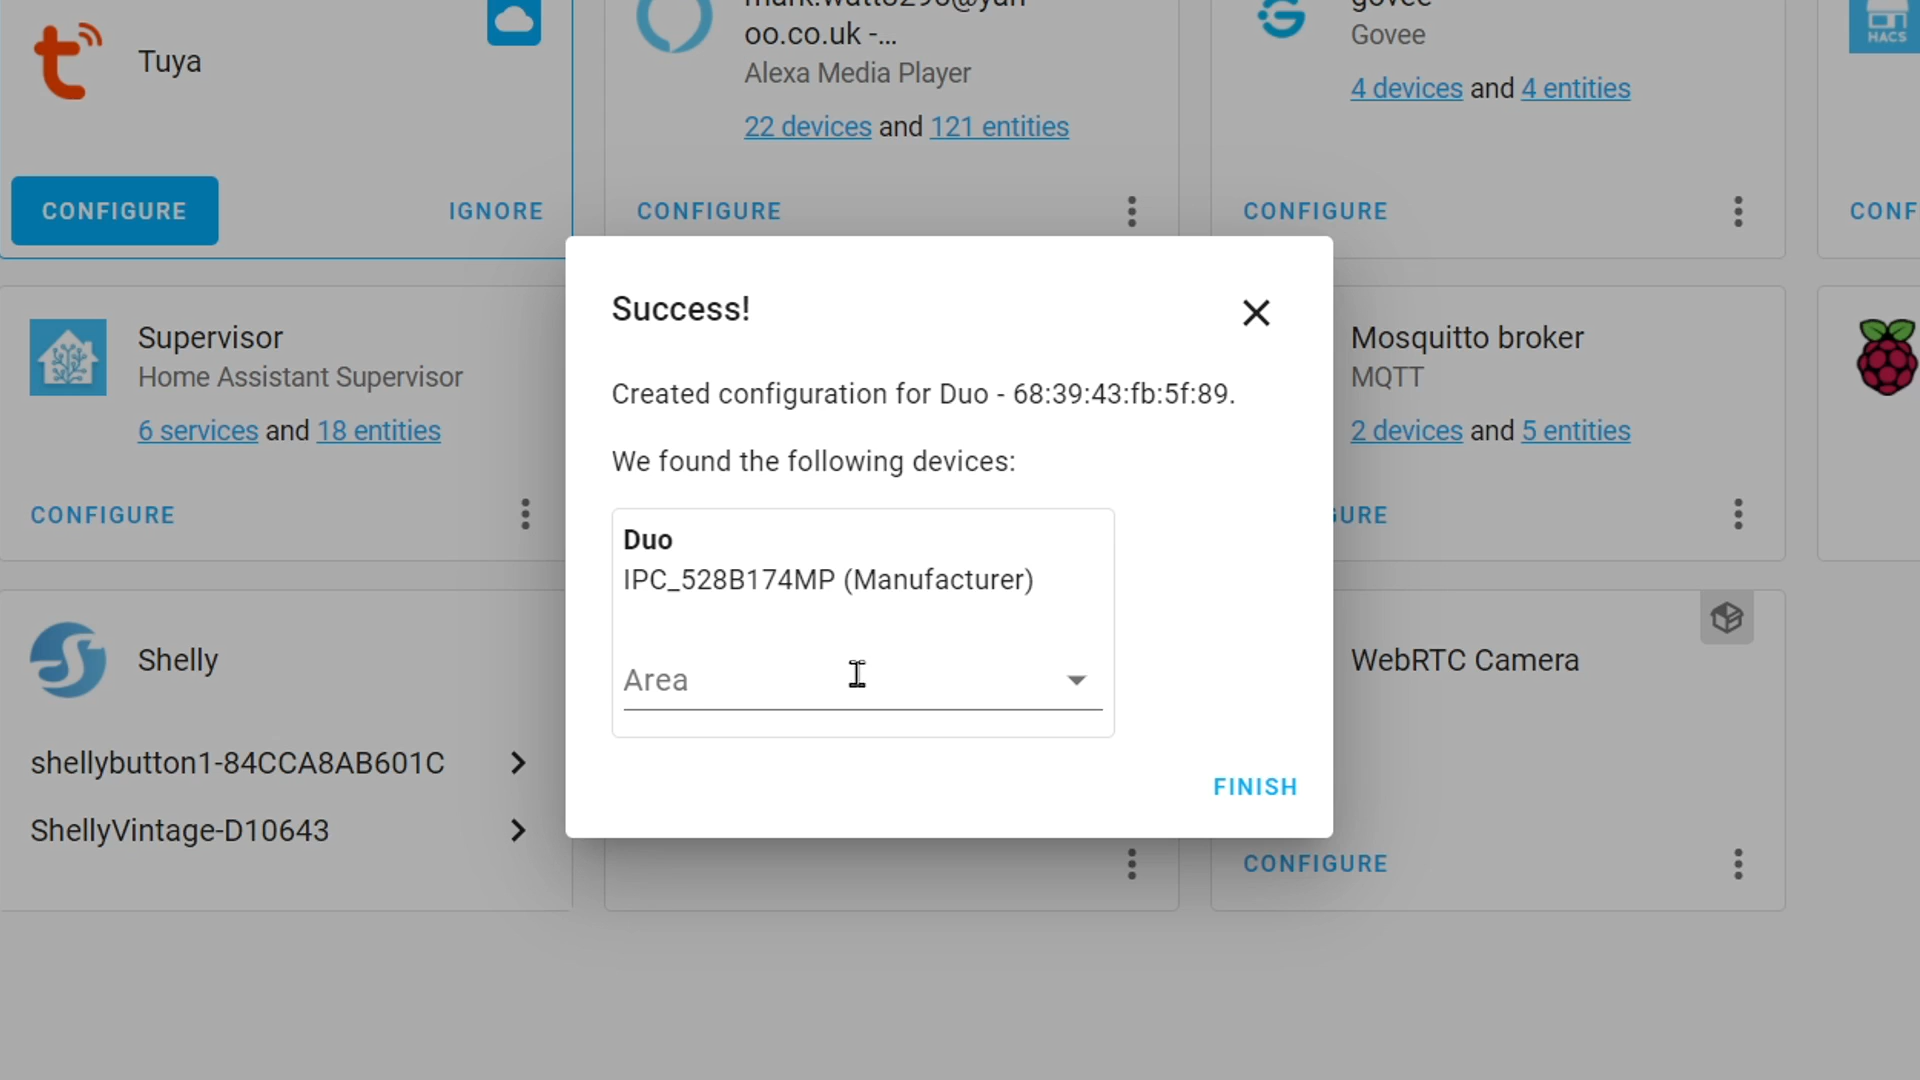 Tuya
CONFIGURE
IGNORE
oo.co.uk -...
Alexa Media Player
22 devices and 121 entities
CONFIGURE
govee
Govee
4 devices and 4 entities
CONFIGURE
HACS
CONF
Supervisor
Home Assistant Supervisor
6 services and 18 entities
CONFIGURE
Success!
Created configuration for Duo - 68:39:43:fb:5f:89.
We found the following devices:
Duo
IPC_528B174MP (Manufacturer)
Area
FINISH
Mosquitto broker
MQTT
2 devices and 5 entities
GURE
Shelly
shellybutton1-84CCA8AB601C
ShellyVintage-D10643
WebRTC Camera
CONFIGURE